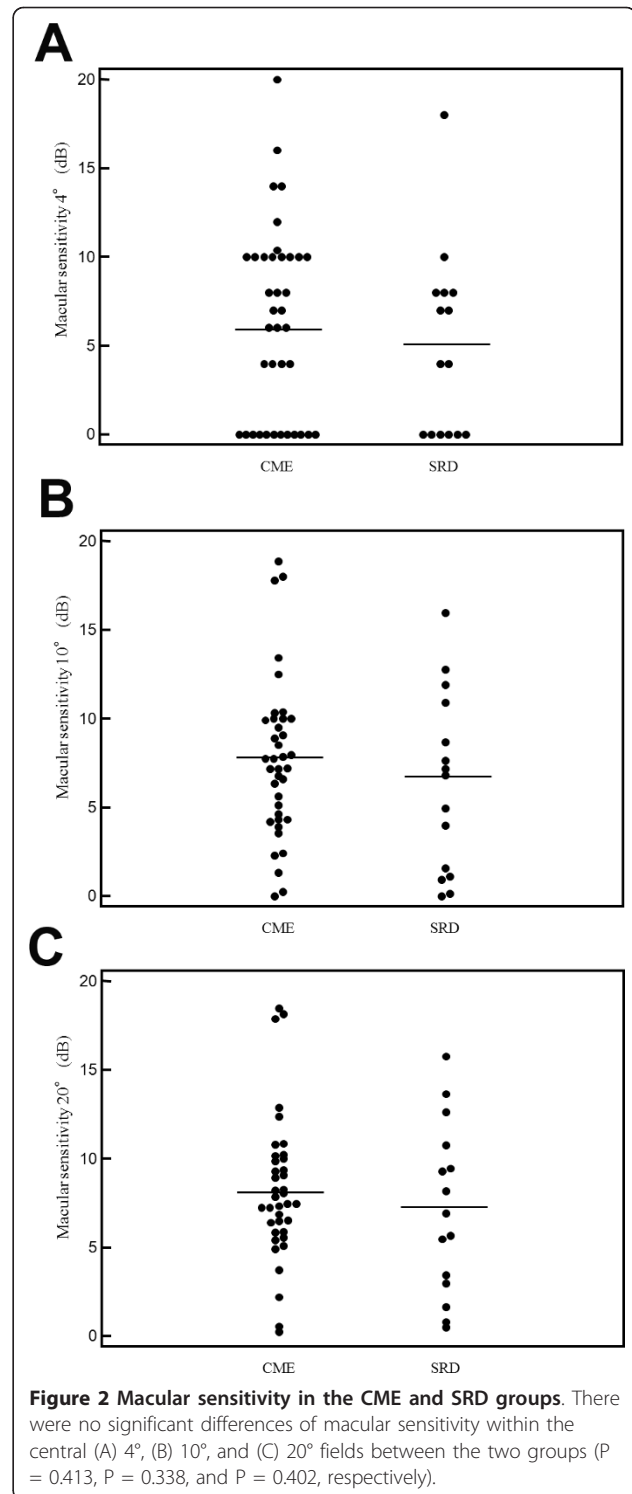 A
Macular sensitivity 4° (dB)
20
15
10
5
0
CME SRD
B
Macular sensitivity 10° (dB)
20
15
10
5
0
CME SRD
C
Macular sensitivity 20° (dB)
20
15
10
5
0
CME SRD
Figure 2 Macular sensitivity in the CME and SRD groups. There
were no significant differences of macular sensitivity within the
central (A) 4°, (B) 10°, and (C) 20° fields between the two groups (P
= 0.413, P = 0.338, and P = 0.402, respectively).